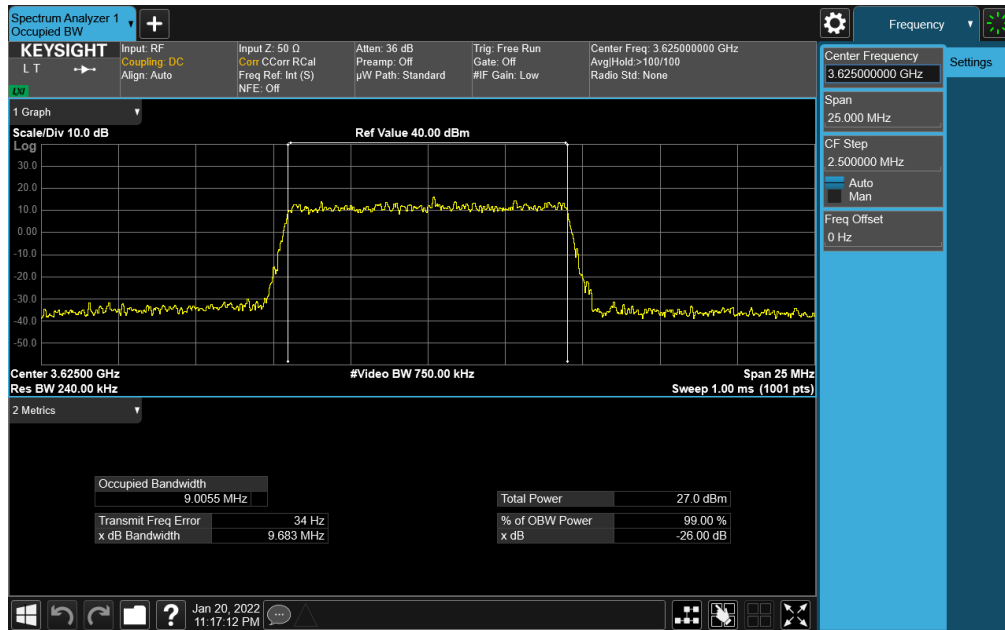 Spectrum Analyzer 1
Occupied BW
Frequency
KEYSIGHT
L T
LXI
Input: RF
Coupling: DC
Align: Auto
Input Z: 50 Ω
Corr CCorr RCal
Freq Ref: Int (S)
NFE: Off
Atten: 36 dB
Preamp: Off
µW Path: Standard
Trig: Free Run
Gate: Off
#IF Gain: Low
Center Freq: 3.625000000 GHz
Avg|Hold:>100/100
Radio Std: None
Center Frequency
3.625000000 GHz
Settings
Span
25.000 MHz
CF Step
2.500000 MHz
Auto
Man
Freq Offset
0 Hz
1 Graph
Scale/Div 10.0 dB
Ref Value 40.00 dBm
Log
30.0
20.0
10.0
0.00
-10.0
-20.0
-30.0
-40.0
-50.0
Center 3.62500 GHz
#Video BW 750.00 kHz
Span 25 MHz
Res BW 240.00 kHz
Sweep 1.00 ms (1001 pts)
2 Metrics
Occupied Bandwidth
9.0055 MHz
Total Power 27.0 dBm
Transmit Freq Error 34 Hz
% of OBW Power 99.00 %
x dB Bandwidth 9.683 MHz
x dB -26.00 dB
?
Jan 20, 2022
11:17:12 PM